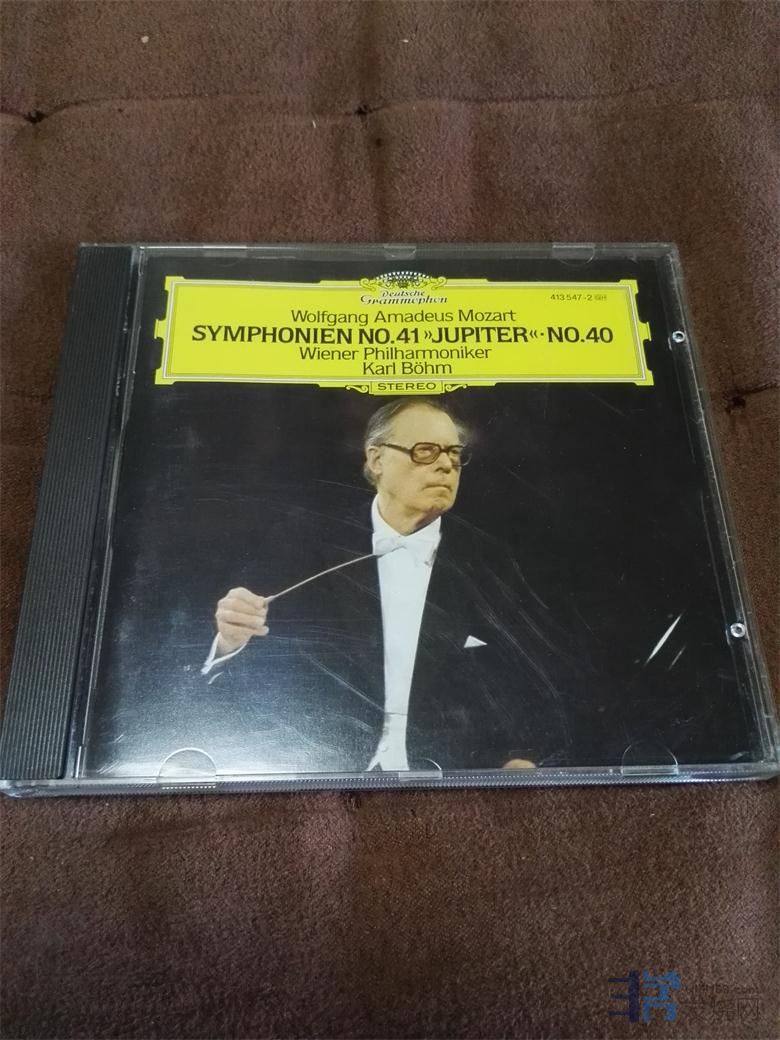 Deutsche
Grammophon
413 547-2 GH
Wolfgang Amadeus Mozart
SYMPHONIEN NO.41 »JUPITER«·NO.40
Wiener Philharmoniker
Karl Böhm
STEREO